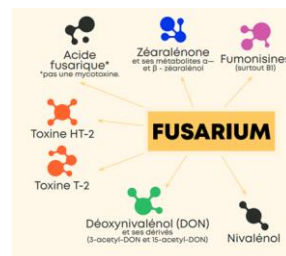 Acide
fusarique*
*pas une mycotoxine.
Zéaralénone
et ses métabolites α–
et β - zéaralénol
Fumonisines
(surtout B1)
Toxine HT-2
FUSARIUM
Toxine T-2
Déoxynivalénol (DON)
et ses dérivés
(3-acetyl-DON et 15-acetyl-DON)
Nivalénol